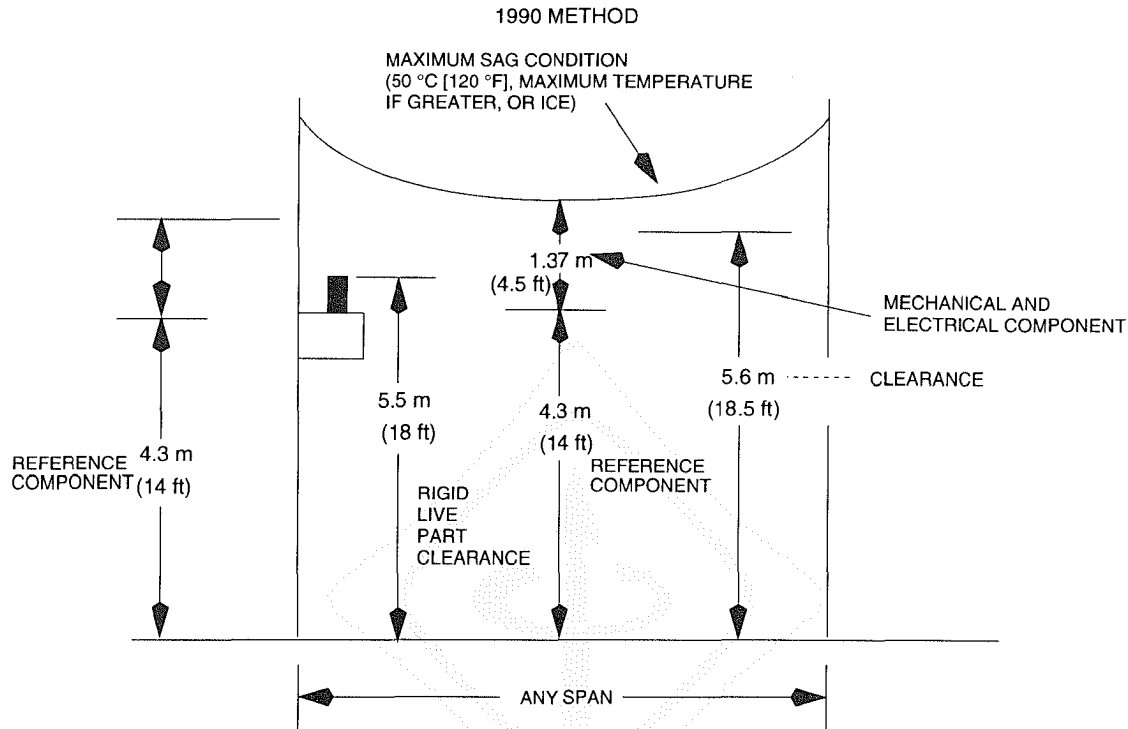 1990 METHOD
MAXIMUM SAG CONDITION
(50 °C [120 °F], MAXIMUM TEMPERATURE
IF GREATER, OR ICE)
1.37 m
(4.5 ft)
MECHANICAL AND
ELECTRICAL COMPONENT
5.6 m
(18.5 ft)
CLEARANCE
5.5 m
(18 ft)
4.3 m
(14 ft)
REFERENCE
COMPONENT
4.3 m
(14 ft)
REFERENCE
COMPONENT
RIGID
LIVE
PART
CLEARANCE
ANY SPAN